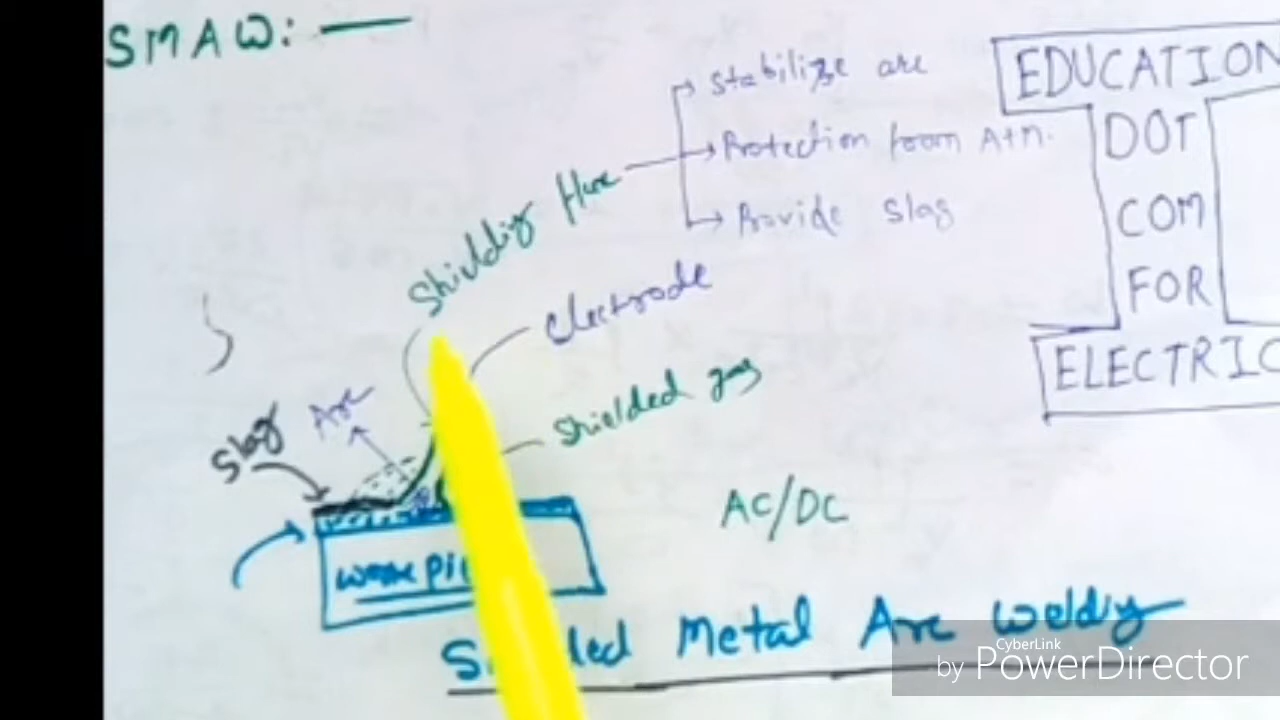 SMAW:—
Stabilize arc
Protection from Atm.
Provide Slag
Shielding flux
Electrode
Shielded gas
Slag
Arc
AC/DC
Metal Arc Welding
EDUCATION
DOT
COM
FOR
CyberLink
by PowerDirector